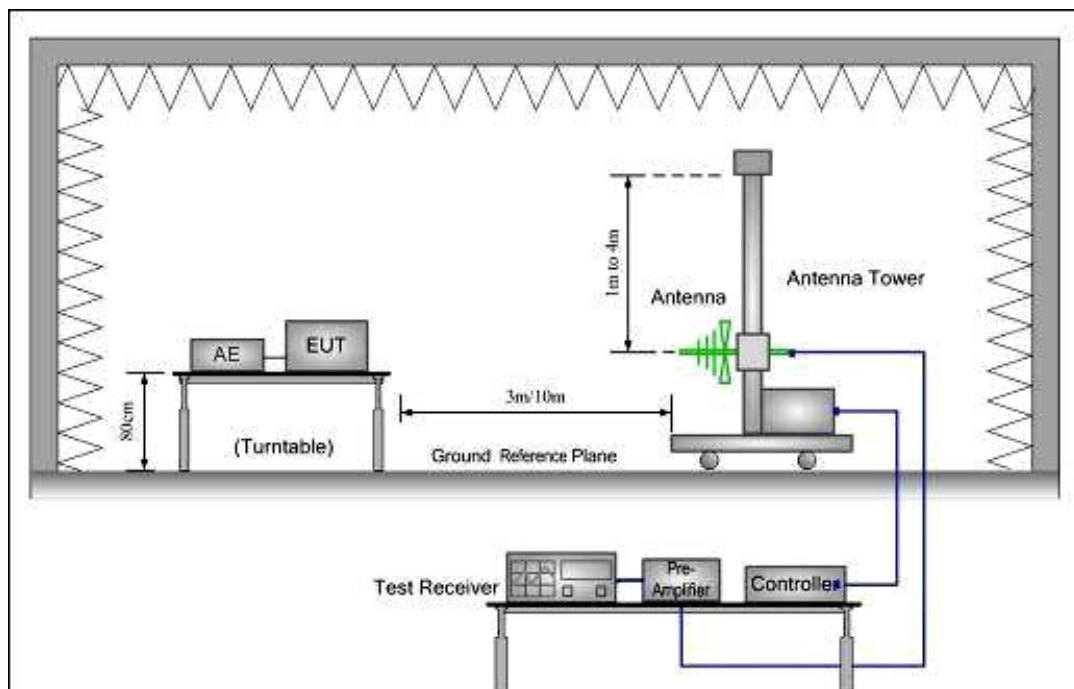 1m to 4m
Antenna Tower
Antenna
AE
EUT
80cm
3m/10m
(Turntable)
Ground Reference Plane
Test Receiver
Pre-
Amplifier
Controller